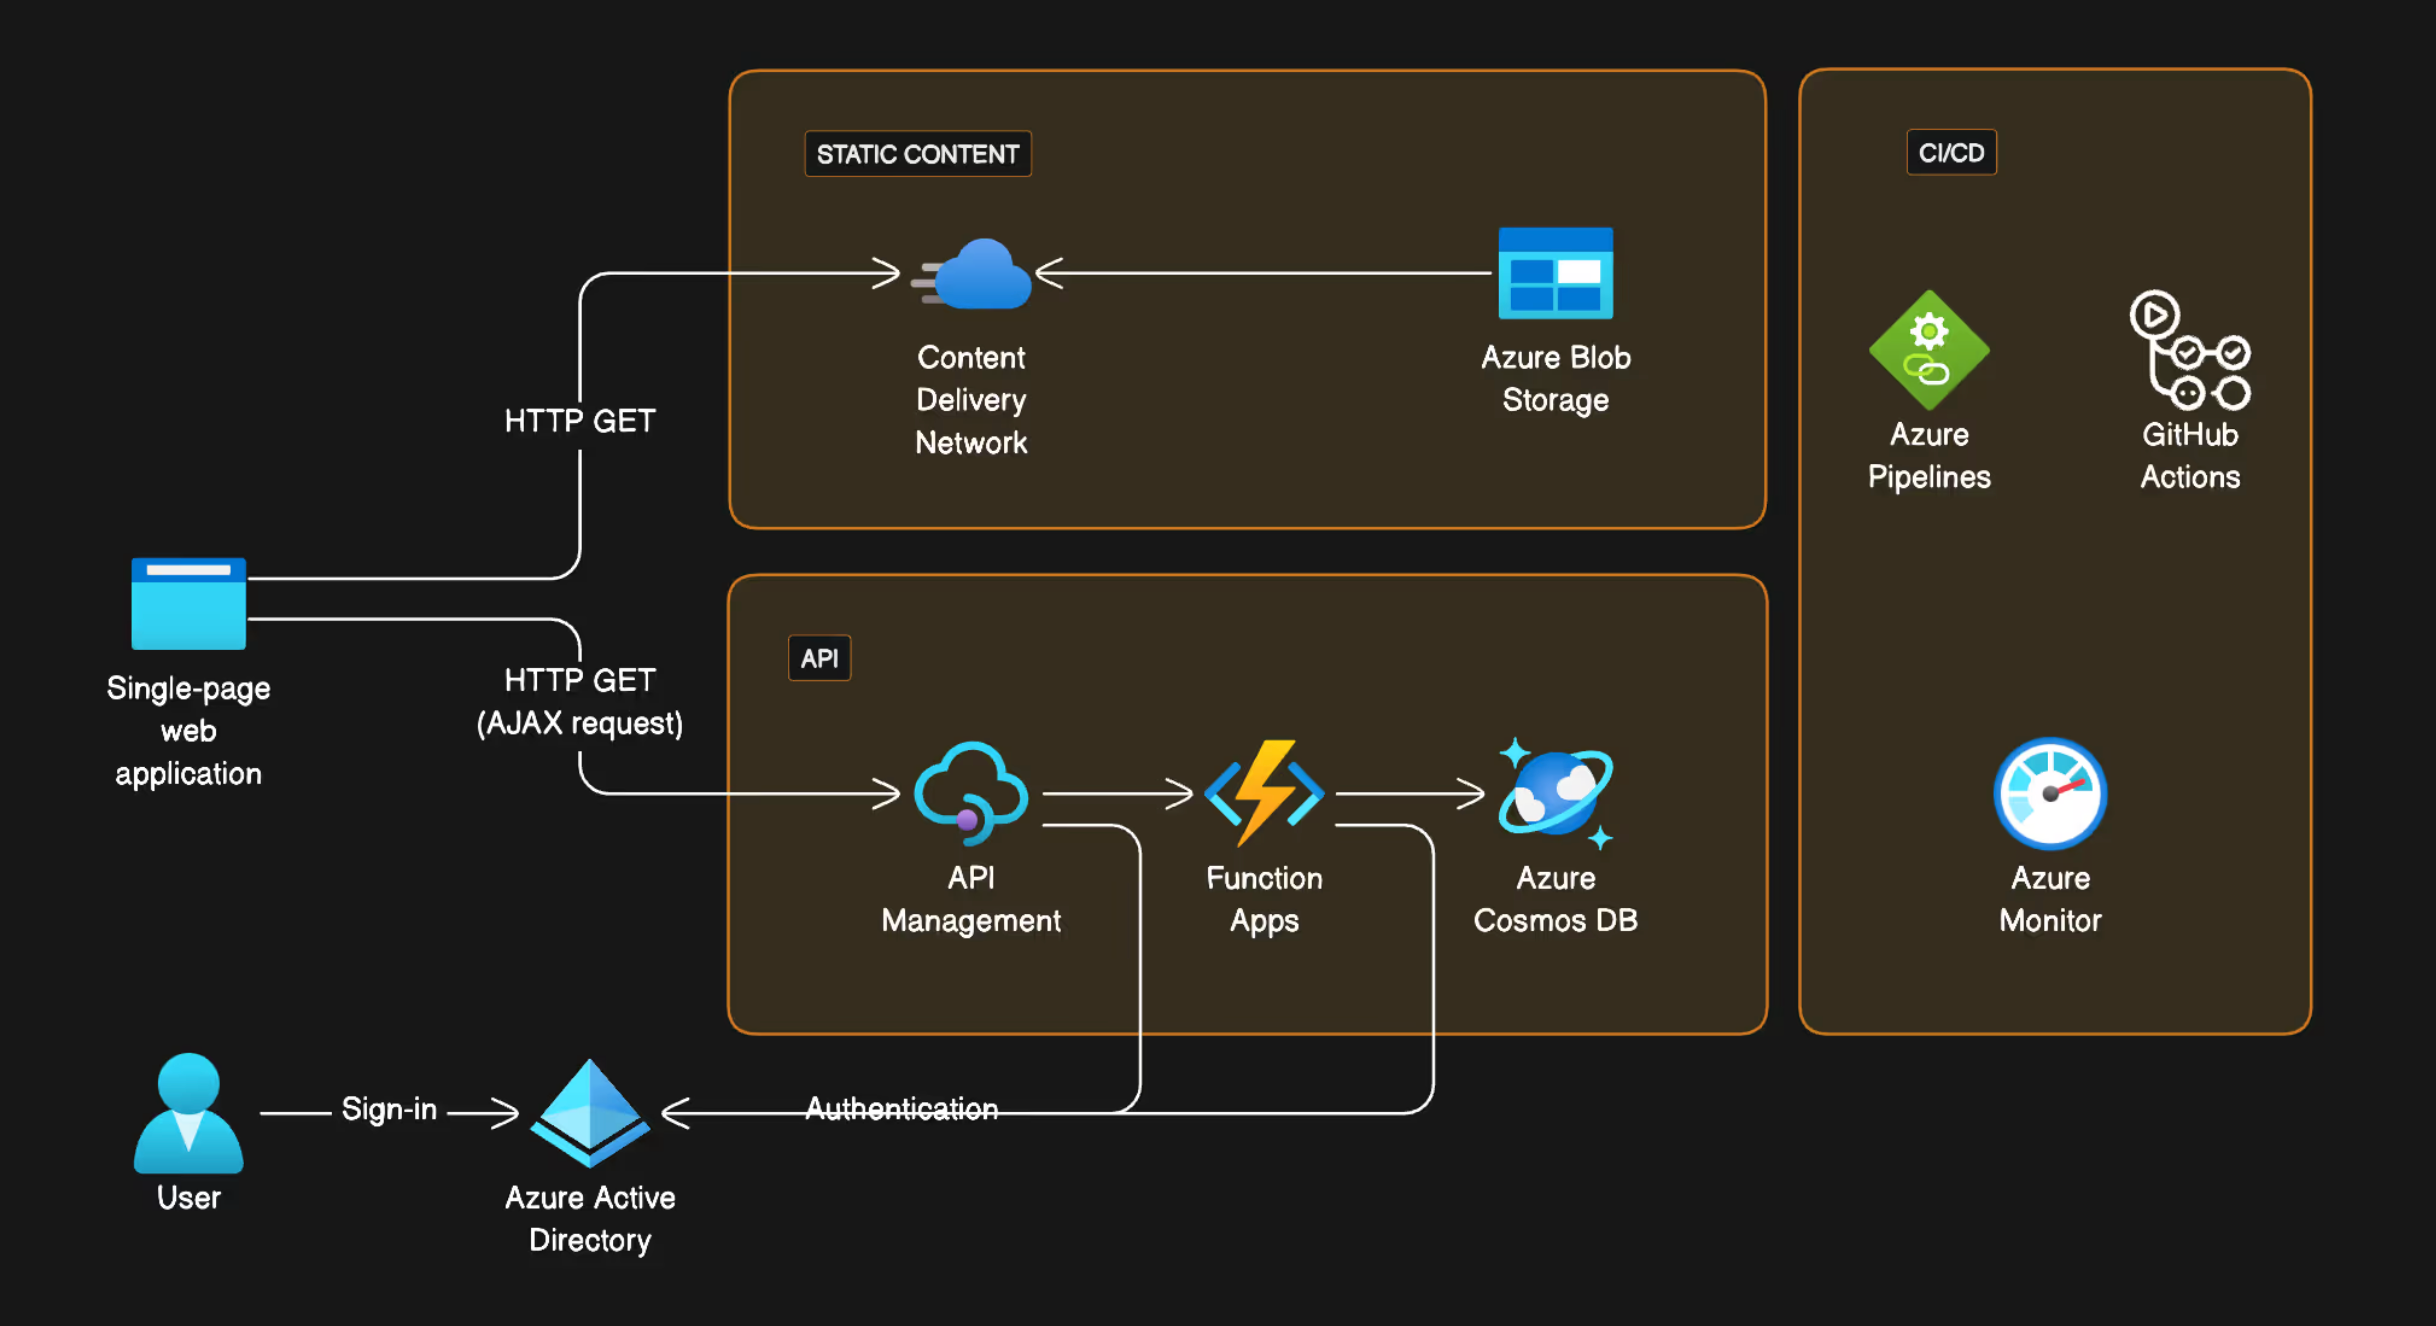 STATIC CONTENT
CI/CD
Content
Delivery
Network
Azure Blob
Storage
Azure
Pipelines
GitHub
Actions
HTTP GET
Single-page
web
application
HTTP GET
(AJAX request)
API
API
Management
Function
Apps
Azure
Cosmos DB
Azure
Monitor
User
Sign-in
Azure Active
Directory
Authentication